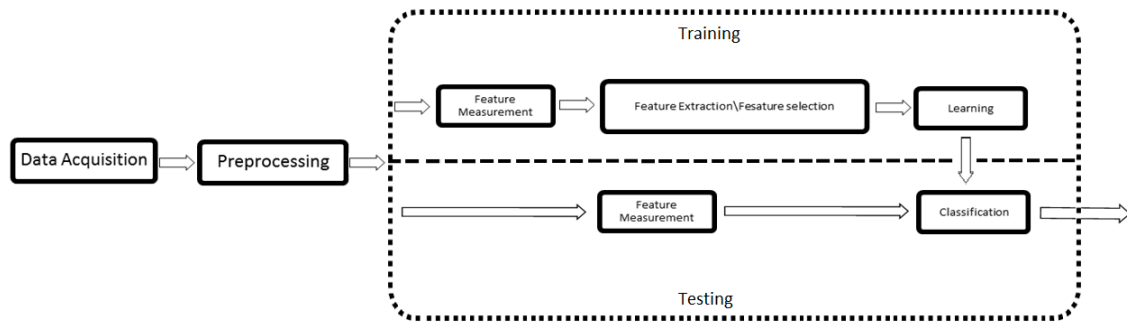 Training
Feature
Measurement
Feature Extraction\Fesature selection
Learning
Data Acquisition
Preprocessing
Feature
Measurement
Classification
Testing